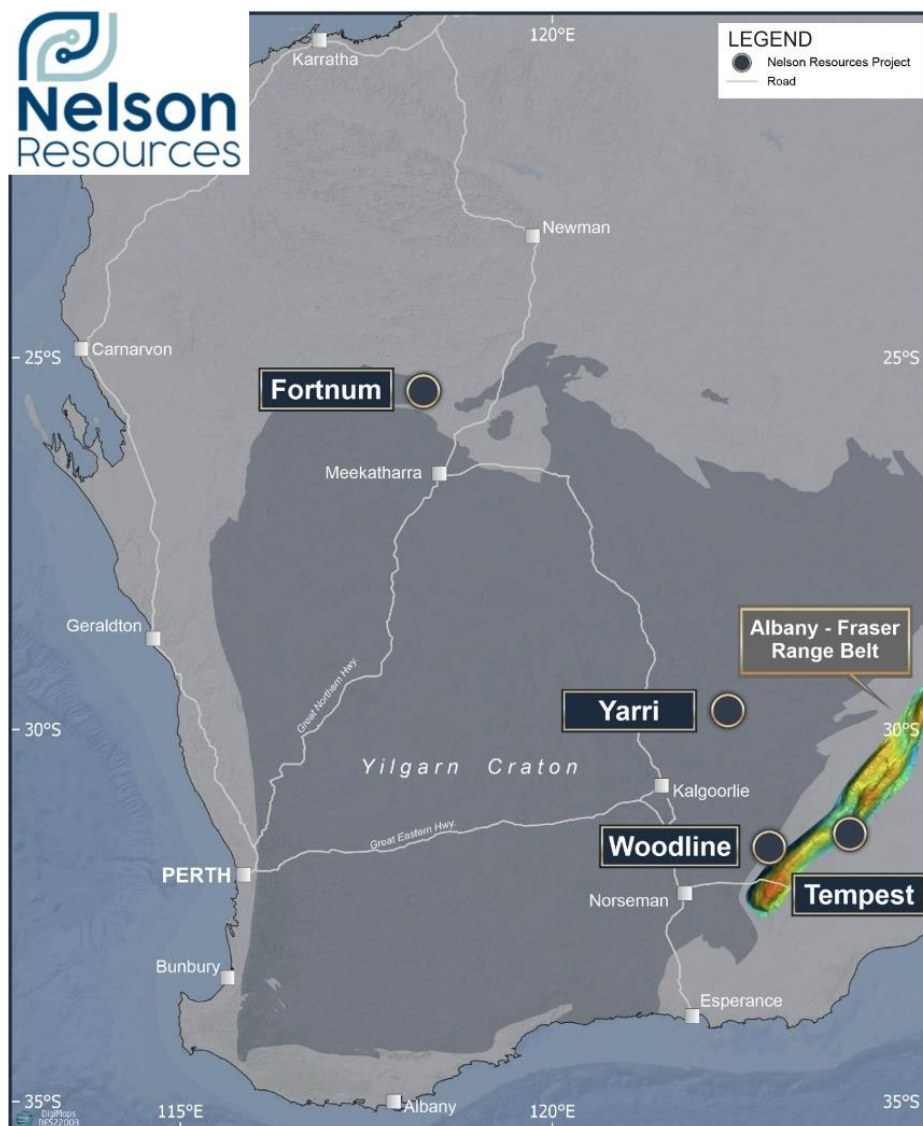 Nelson
Resources
120°E
LEGEND
Nelson Resources Project
Road
Karratha
Newman
25°S
Carnarvon
25°S
Fortnum
Meekatharra
Geraldton
Albany - Fraser
Range Belt
Great Northern Hwy.
Yarri
30°S
30°S
Yilgarn Craton
Kalgoorlie
Great Eastern Hwy.
Woodline
PERTH
Norseman
Tempest
Bunbury
Esperance
35°S
DigiMaps
NES22003
115°E
Albany
120°E
35°S